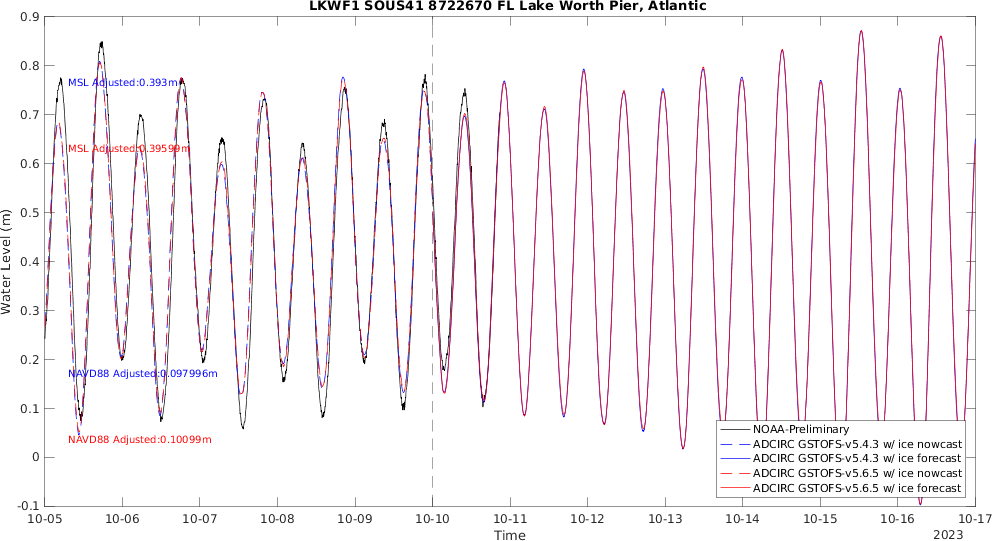 LKWF1 SOUS41 8722670 FL Lake Worth Pier, Atlantic
0.9
0.8
0.7
0.6
0.5
0.4
0.3
0.2
0.1
0
-0.1
Water Level (m)
MSL Adjusted:0.393m
MSL Adjusted:0.39599m
NAVD88 Adjusted:0.097996m
NAVD88 Adjusted:0.10099m
NOAA-Preliminary
ADCIRC GSTOFS-v5.4.3 w/ ice nowcast
ADCIRC GSTOFS-v5.4.3 w/ ice forecast
ADCIRC GSTOFS-v5.6.5 w/ ice nowcast
ADCIRC GSTOFS-v5.6.5 w/ ice forecast
10-05 10-06 10-07 10-08 10-09 10-10 10-11 10-12 10-13 10-14 10-15 10-16 10-17
Time
2023